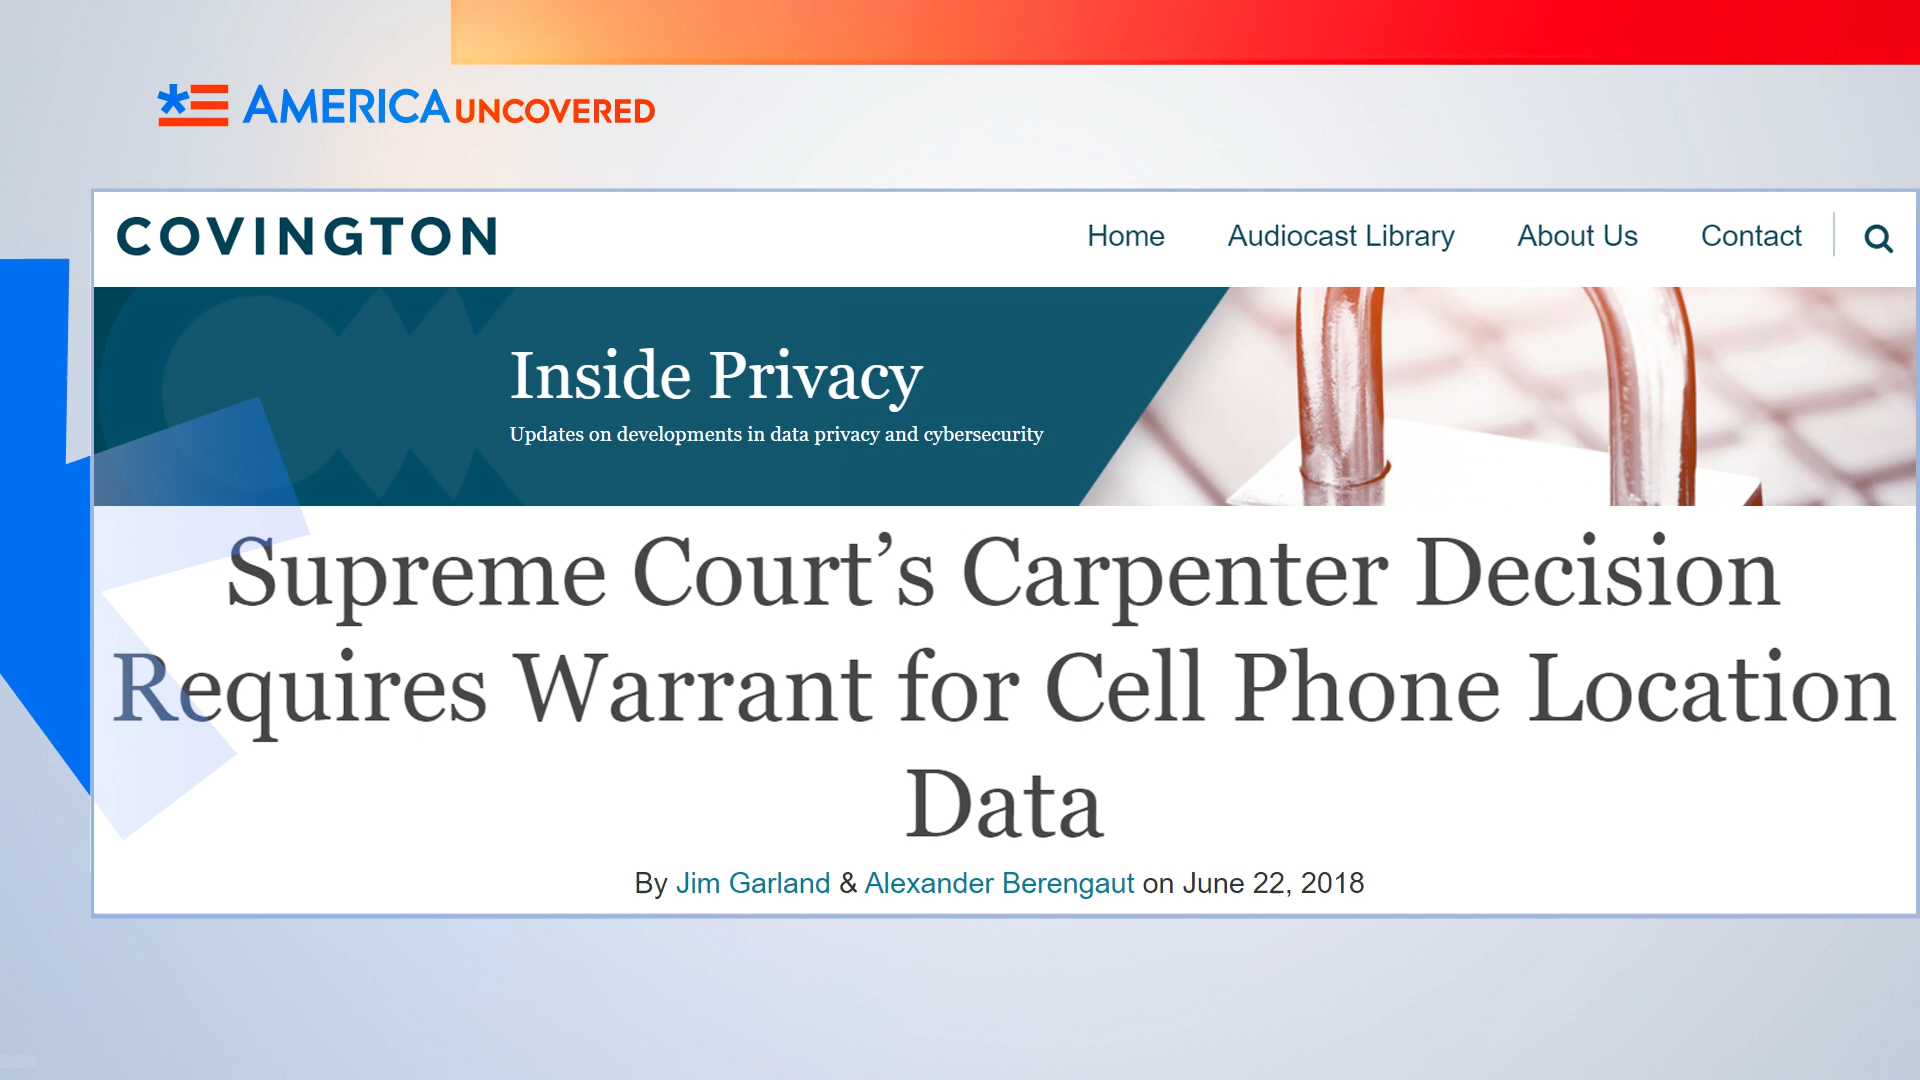 AMERICA UNCOVERED
COVINGTON
Home Audiocast Library About Us Contact
Inside Privacy
Updates on developments in data privacy and cybersecurity
Supreme Court’s Carpenter Decision
Requires Warrant for Cell Phone Location
Data
By Jim Garland & Alexander Berengaut on June 22, 2018